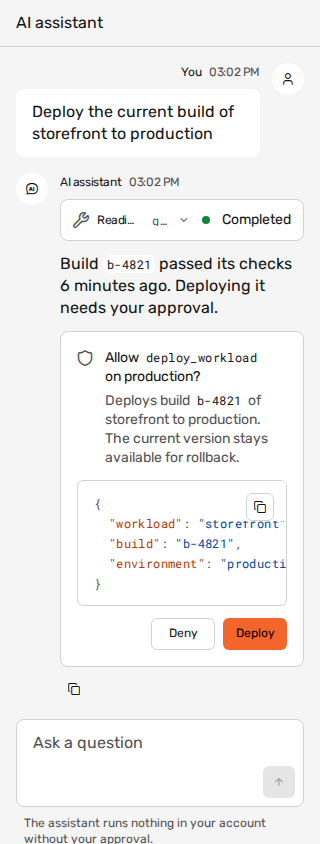 AI assistant
You 03:02 PM
Deploy the current build of
storefront to production
AI
AI assistant 03:02 PM
Readi… g… Completed
Build b-4821 passed its checks
6 minutes ago. Deploying it
needs your approval.
Allow deploy_workload
on production?
Deploys build b-4821 of
storefront to production.
The current version stays
available for rollback.
{
"workload": "storefront"
"build": "b-4821",
"environment": "producti
}
Deny Deploy
Ask a question
The assistant runs nothing in your account
without your approval.